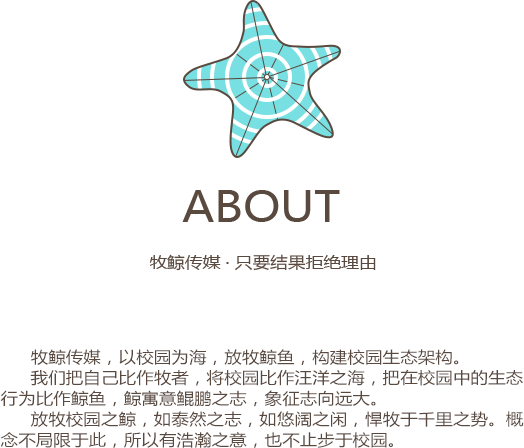 ABOUT
牧鲸传媒 · 只要结果拒绝理由
牧鲸传媒，以校园为海，放牧鲸鱼，构建校园生态架构。
我们把自己比作牧者，将校园比作汪洋之海，把在校园中的生态
行为比作鲸鱼，鲸寓意鲲鹏之志，象征志向远大。
放牧校园之鲸，如泰然之志，如悠阔之闲，悍牧于千里之势。概
念不局限于此，所以有浩瀚之意，也不止步于校园。